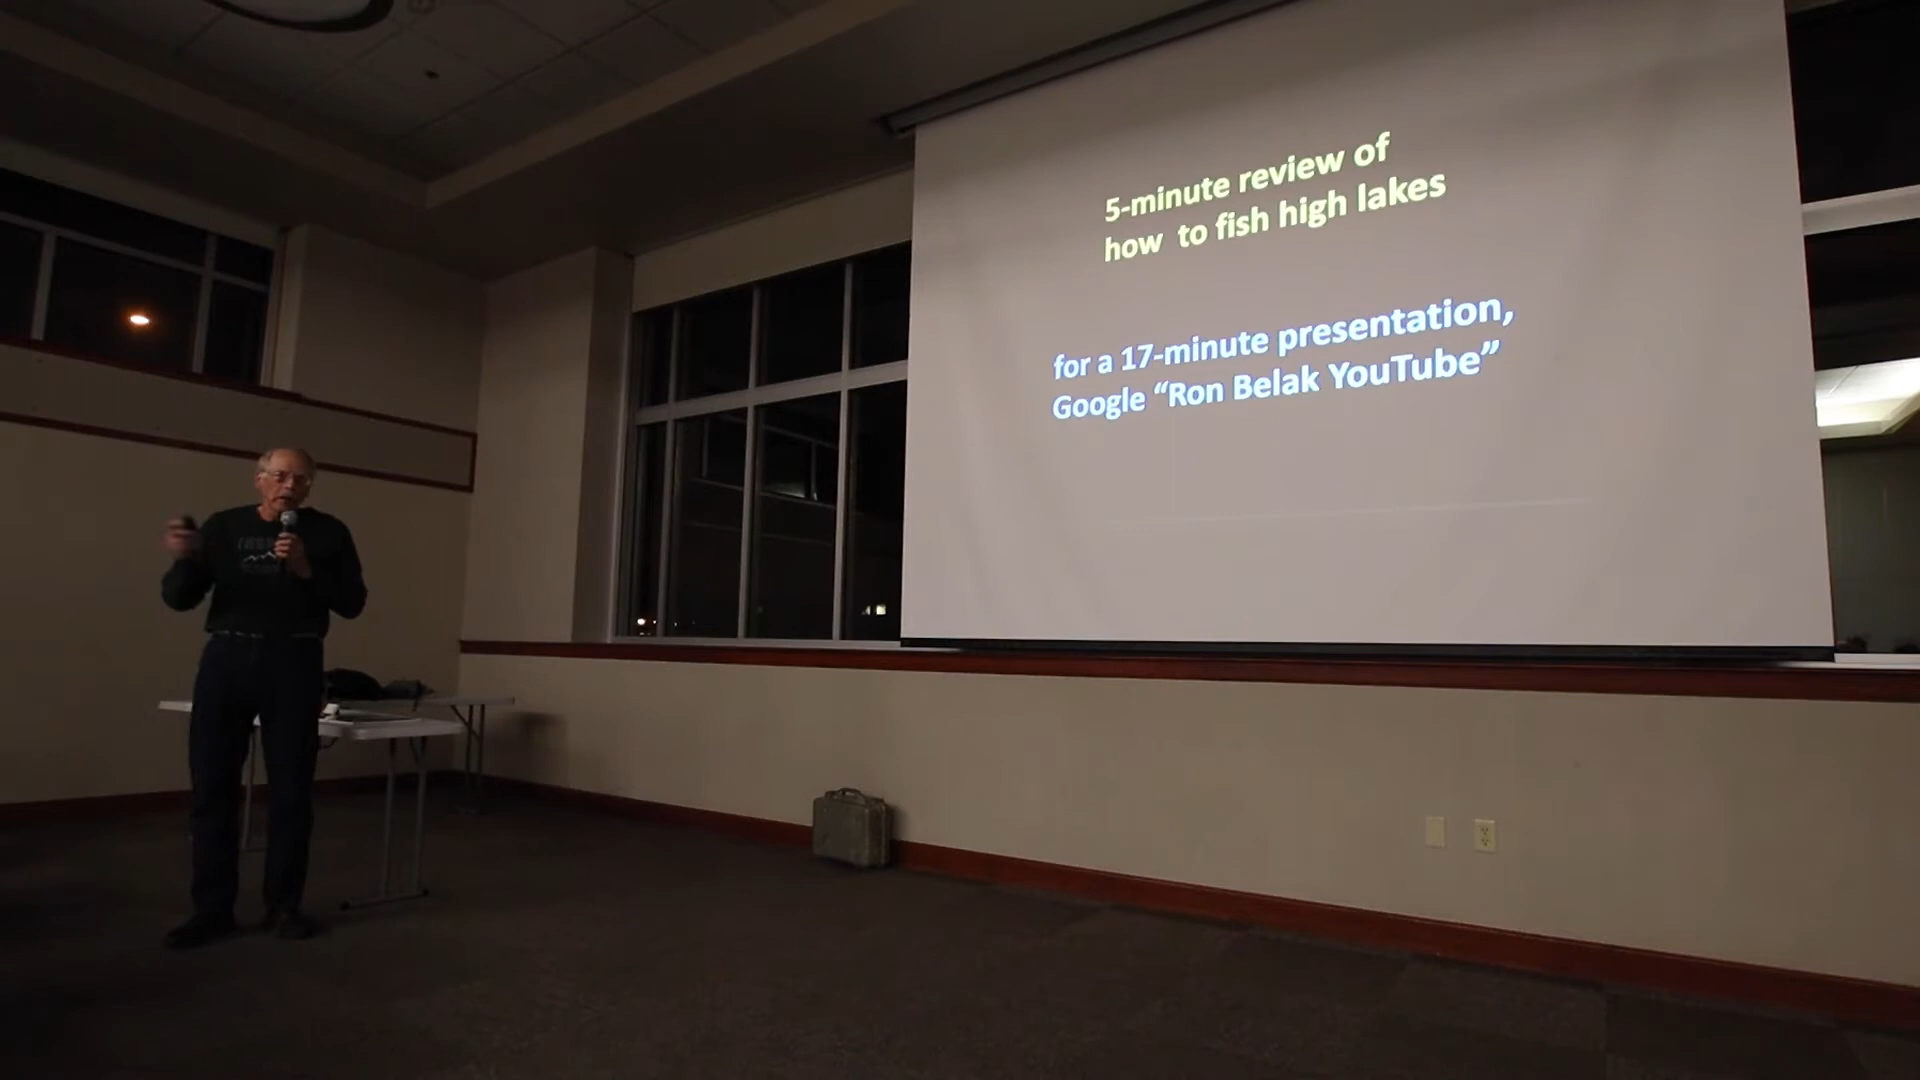 5-minute review of
how to fish high lakes
for a 17-minute presentation,
Google “Ron Belak YouTube”